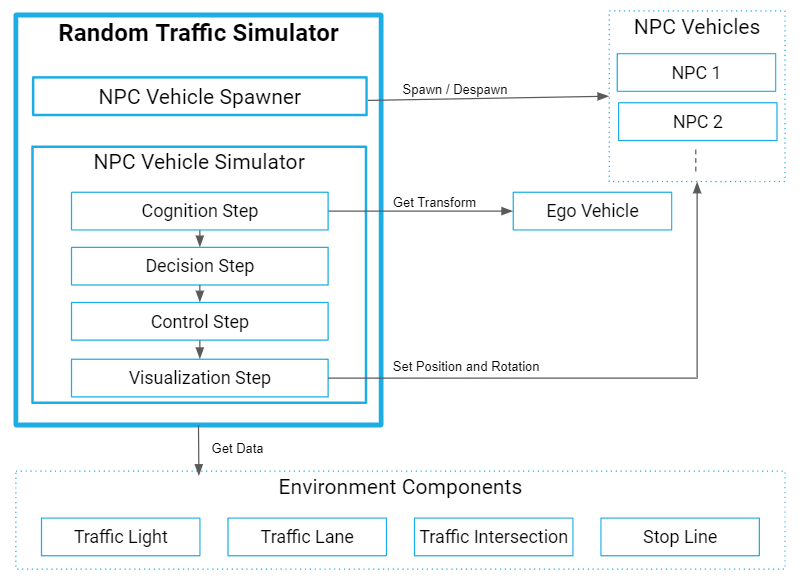 Random Traffic Simulator
NPC Vehicle Spawner
Spawn / Despawn
NPC Vehicles
NPC 1
NPC 2
NPC Vehicle Simulator
Cognition Step
Get Transform
Ego Vehicle
Decision Step
Control Step
Visualization Step
Set Position and Rotation
Get Data
Environment Components
Traffic Light
Traffic Lane
Traffic Intersection
Stop Line